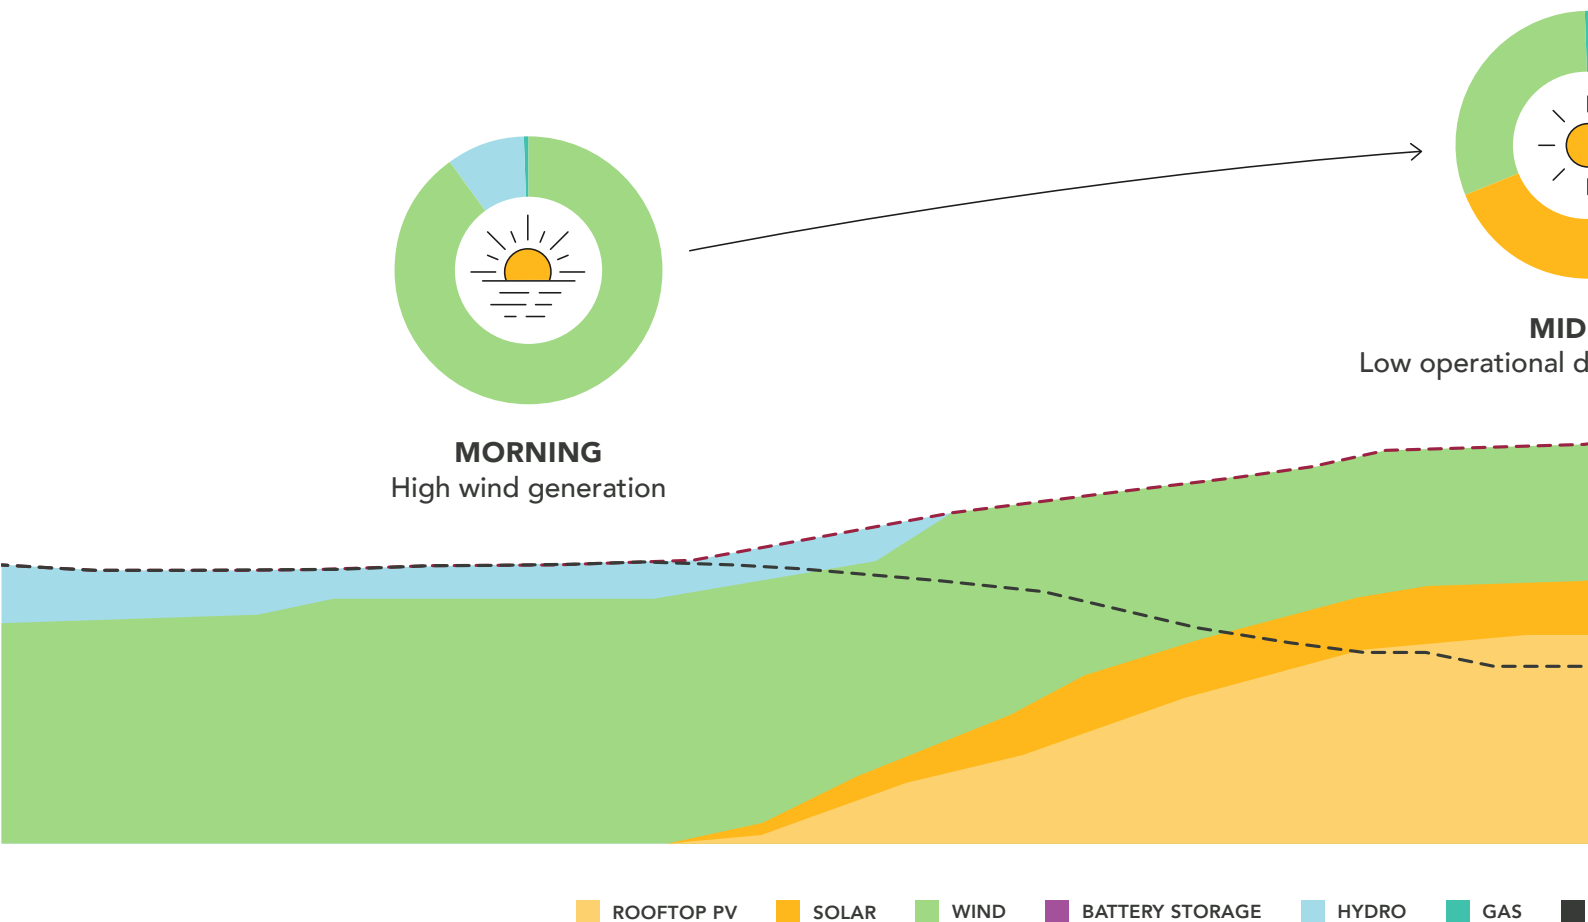 MORNING
High wind generation
MID
Low operational d
ROOFTOP PV
SOLAR
WIND
BATTERY STORAGE
HYDRO
GAS